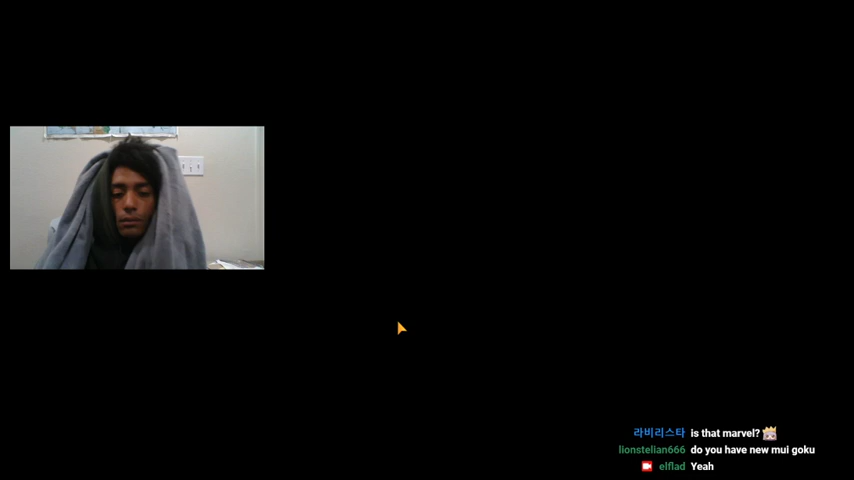 라비리스타 is that marvel?
lionstelian666 do you have new mui goku
elflad Yeah